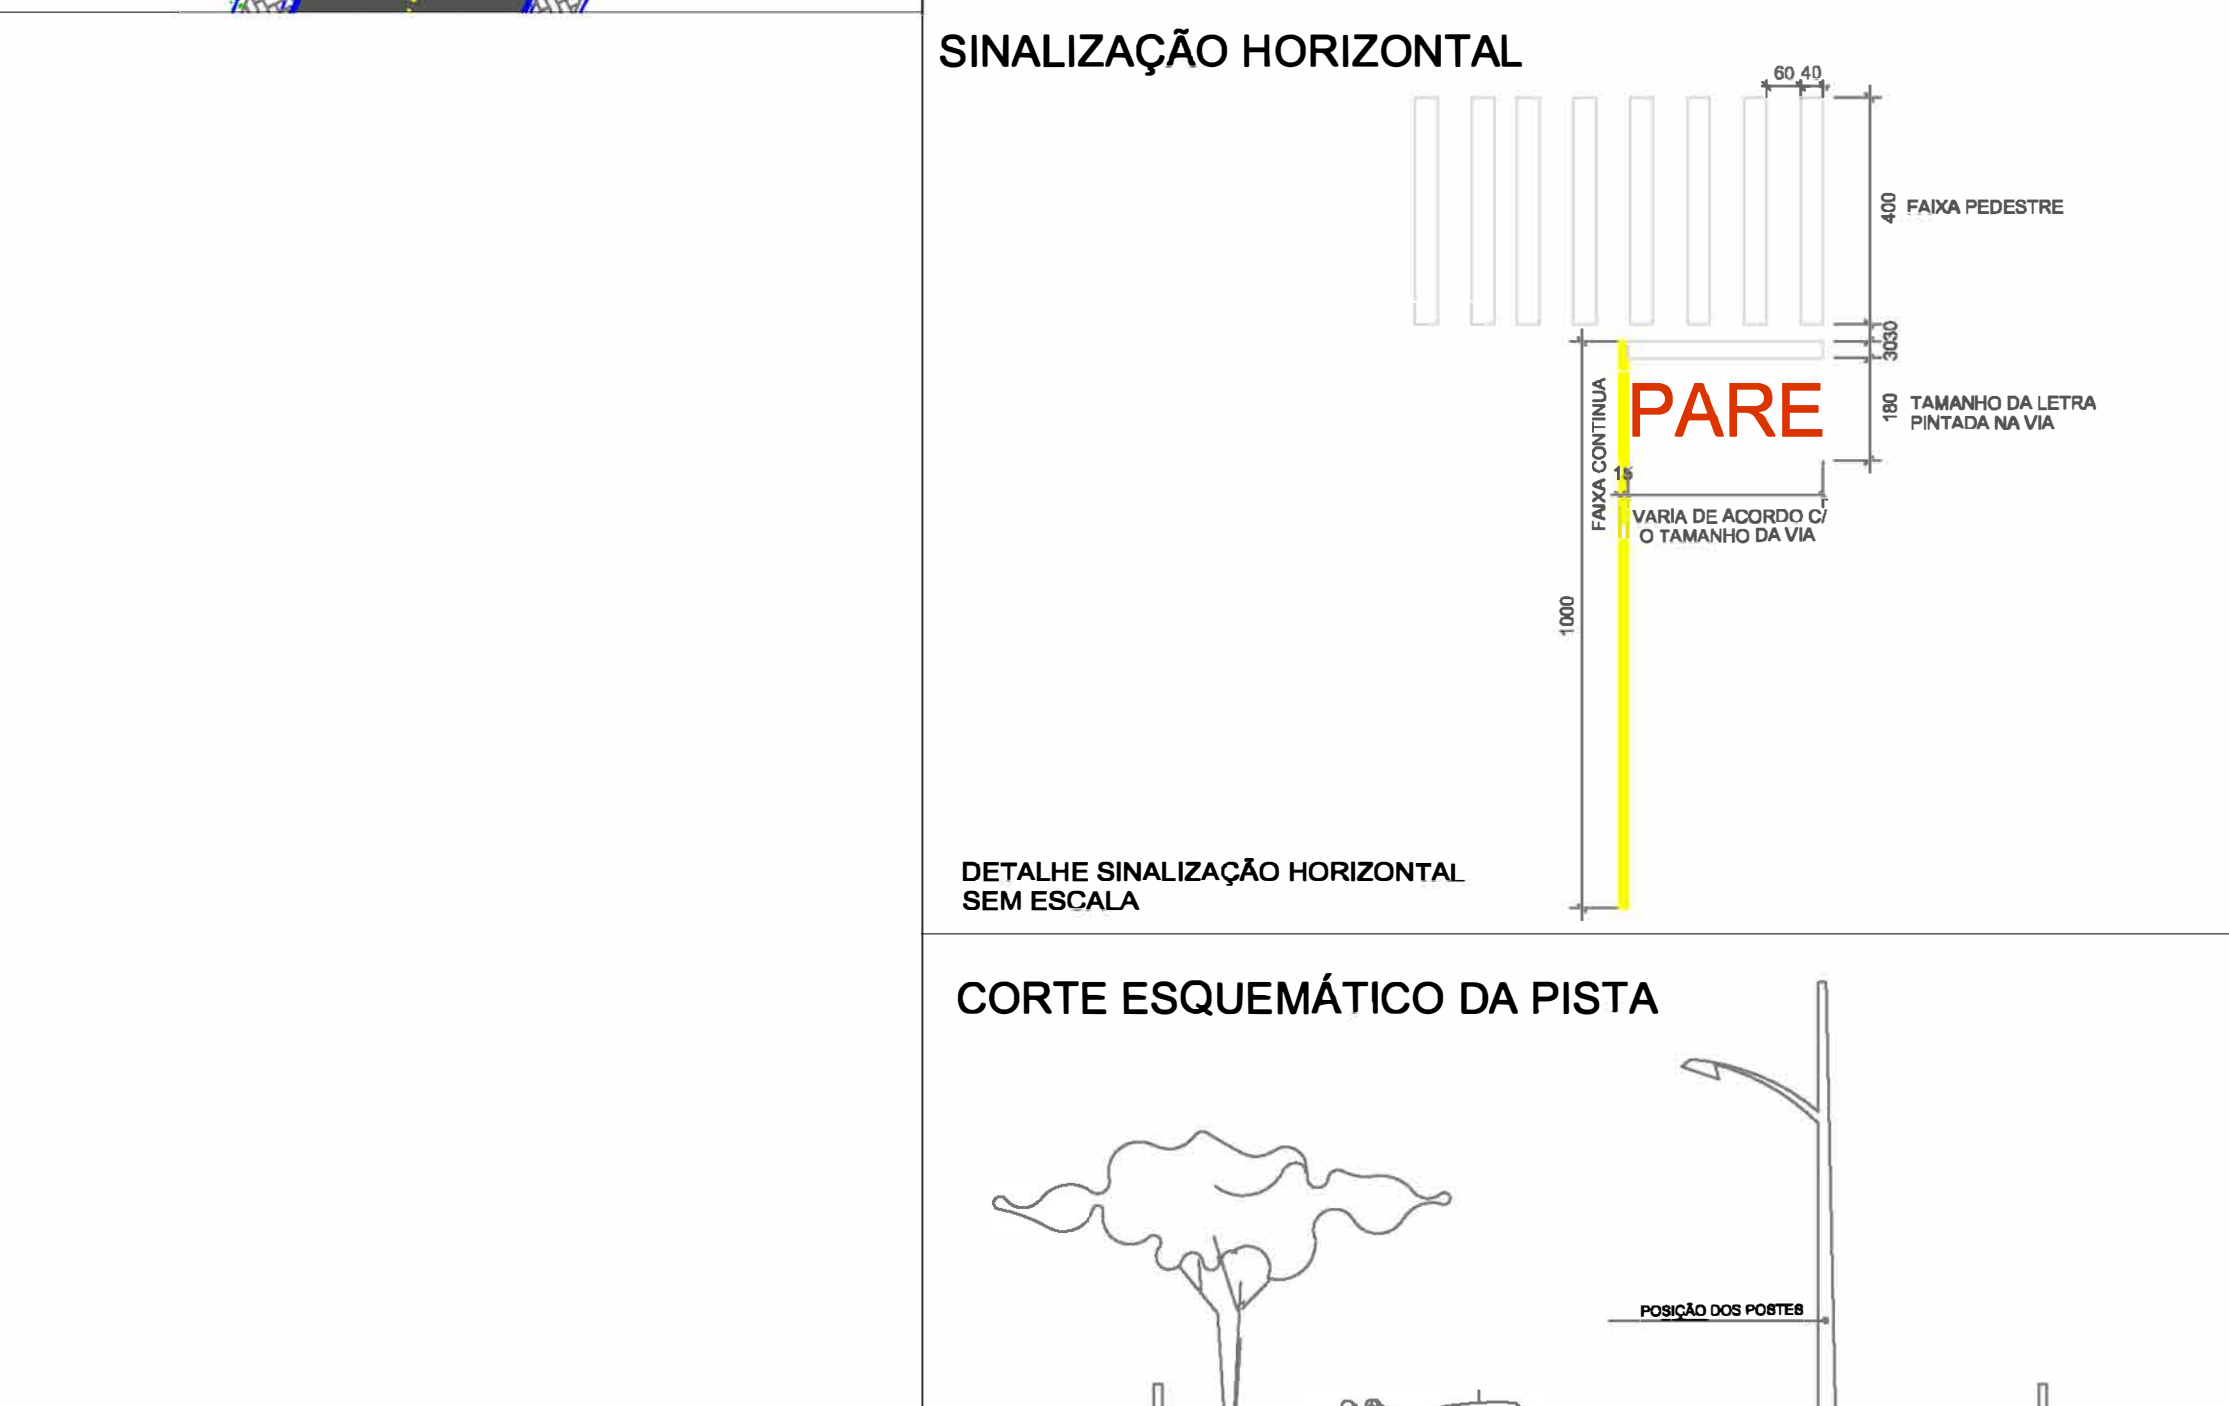 SINALIZAÇÃO HORIZONTAL
60 40
400
FAIXA PEDESTRE
3030
FAIXA CONTINUA
PARE
180
TAMANHO DA LETRA
PINTADA NA VIA
15
VARIA DE ACORDO C/
O TAMANHO DA VIA
1000
DETALHE SINALIZAÇÃO HORIZONTAL
SEM ESCALA
CORTE ESQUEMÁTICO DA PISTA
POSIÇÃO DOS POSTES